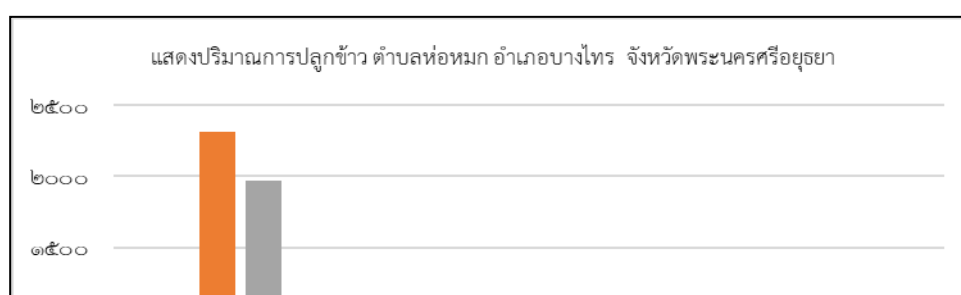 แสดงปริมาณการปลูกข้าว ตำบลห่อหมก อำเภอบางไทร  จังหวัดพระนครศรีอยุธยา
๒๕๐๐
๒๐๐๐
๑๕๐๐